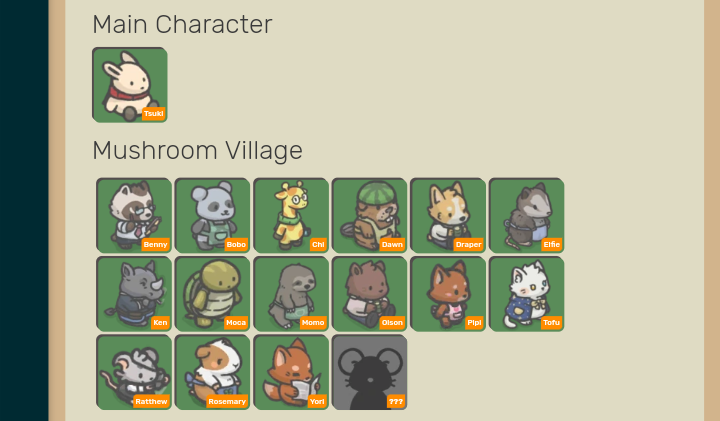 Main Character
Tsuki
Mushroom Village
Benny Bobo Chi Dawn Draper Elfie
Ken Moca Momo Olson Pipi Tofu
Ratthew Rosemary Yori ???